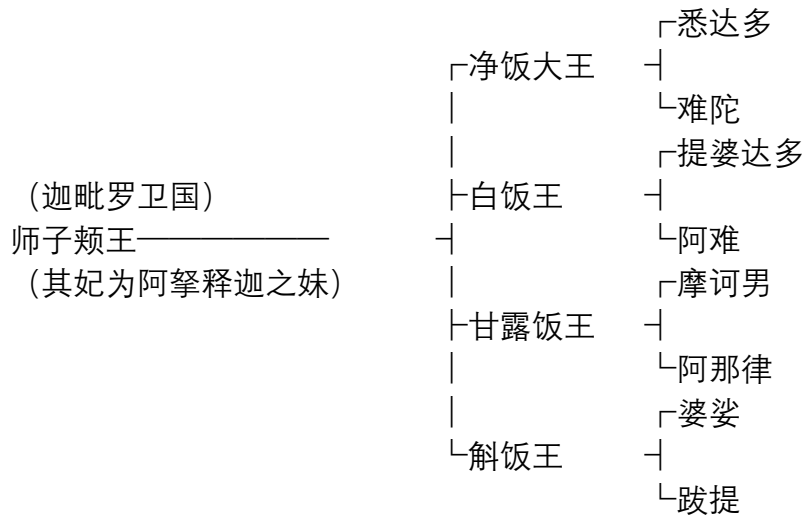 ┌悉达多
┌净饭大王 ┤
│ └难陀
│ ┌提婆达多
（迦毗罗卫国） ├白饭王 ┤
师子颊王────── ┤ └阿难
（其妃为阿拏释迦之妹） │ ┌摩诃男
├甘露饭王 ┤
│ └阿那律
│ ┌婆娑
└斛饭王 ┤
└跋提